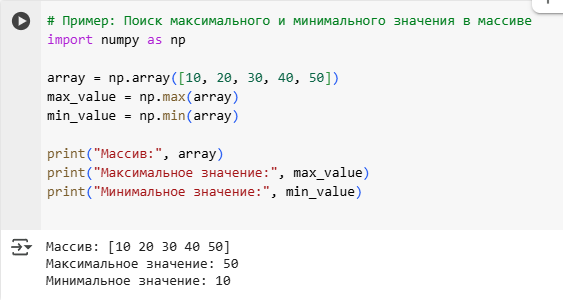 # Пример: Поиск максимального и минимального значения в массиве
import numpy as np
array = np.array([10, 20, 30, 40, 50])
max_value = np.max(array)
min_value = np.min(array)
print("Массив:", array)
print("Максимальное значение:", max_value)
print("Минимальное значение:", min_value)
Массив: [10 20 30 40 50]
Максимальное значение: 50
Минимальное значение: 10